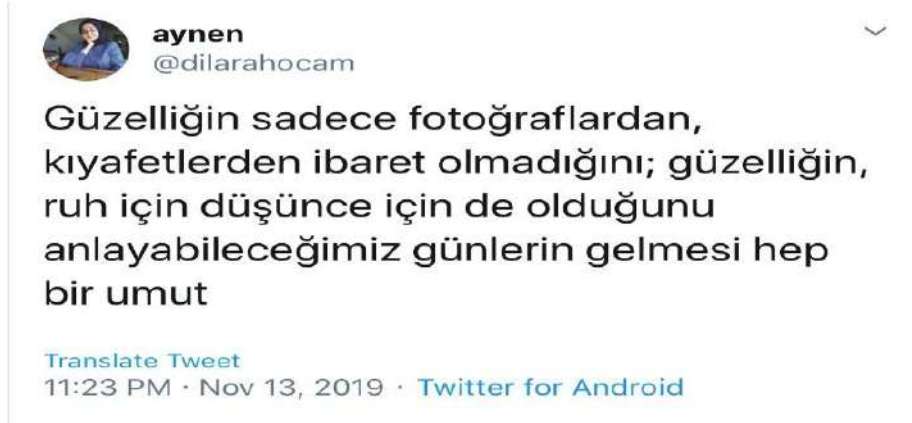 aynen
@dilarahocam
Güzelliğin sadece fotoğraflardan,
kıyafetlerden ibaret olmadığını; güzelliğin,
ruh için düşünce için de olduğunu
anlayabileceğimiz günlerin gelmesi hep
bir umut
Translate Tweet
11:23 PM · Nov 13, 2019 · Twitter for Android